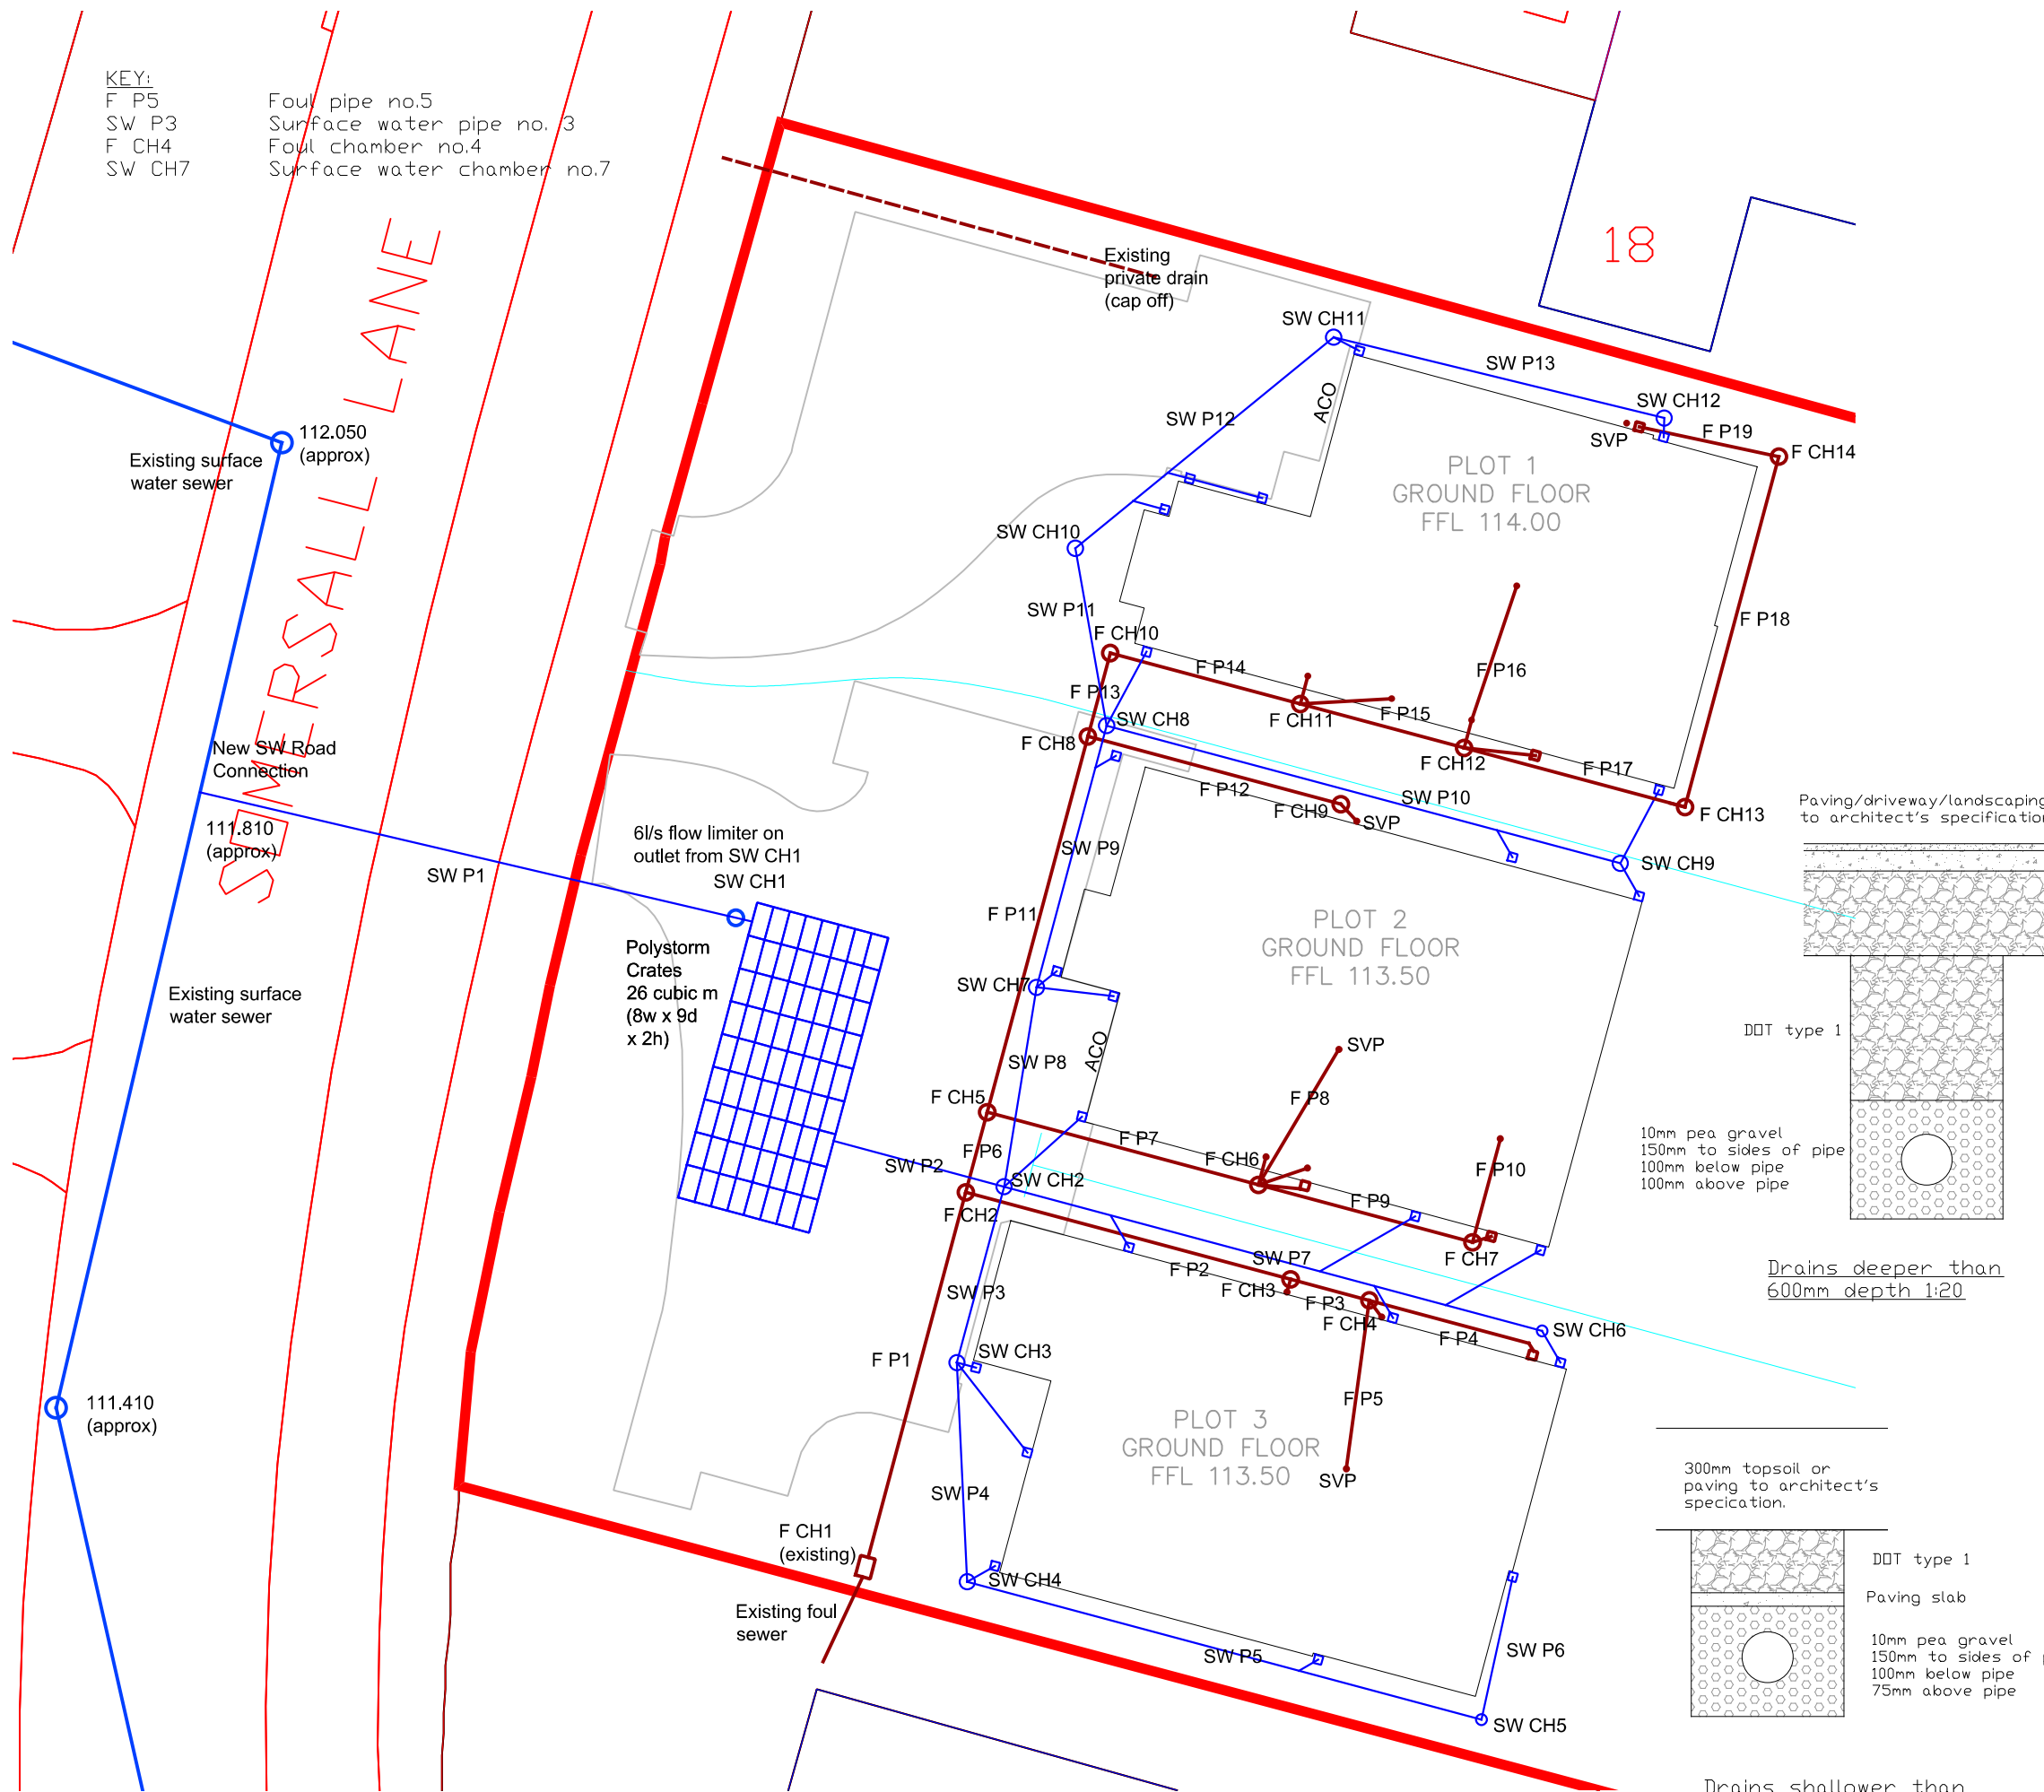 KEY:
F P5 Foul pipe no.5
SW P3 Surface water pipe no. 3
F CH4 Foul chamber no.4
SW CH7 Surface water chamber no.7
18
Existing
private drain
(cap off)
SW CH11
SW P13
ACO
SW P12
SW CH12
SVP
F P19
F CH14
112.050
(approx)
Existing surface
water sewer
PLOT 1
GROUND FLOOR
FFL 114.00
SW CH10
SW P11
F CH10
F P14
F P16
F P18
F P13
SW CH8
F CH11
F P15
F CH8
F CH12
F P17
New SW Road
Connection
F P12
F CH9
SW P10
SVP
F CH13
Paving/driveway/landscaping
to architect's specification
111.810
(approx)
6l/s flow limiter on
outlet from SW CH1
SW P9
SW P1
SW CH1
SW CH9
F P11
PLOT 2
GROUND FLOOR
FFL 113.50
Polystorm
Crates
26 cubic m
(8w x 9d
x 2h)
SW CH7
Existing surface
water sewer
DOT type 1
SW P8
ACO
SVP
F CH5
F P8
F P7
F P6
F CH6
F P10
10mm pea gravel
150mm to sides of pipe
100mm below pipe
100mm above pipe
SW P2
SW CH2
F P9
F CH2
SW P7
F CH7
F P2
F CH3
F P3
Drains deeper than
600mm depth 1:20
SW P3
F CH4
F P4
SW CH6
F P1
SW CH3
111.410
(approx)
F P5
PLOT 3
GROUND FLOOR
FFL 113.50
SVP
SW P4
300mm topsoil or
paving to architect's
specication.
F CH1
(existing)
SW CH4
DOT type 1
Paving slab
Existing foul
sewer
SW P5
SW P6
10mm pea gravel
150mm to sides of
100mm below pipe
75mm above pipe
SW CH5
Drains shallower than